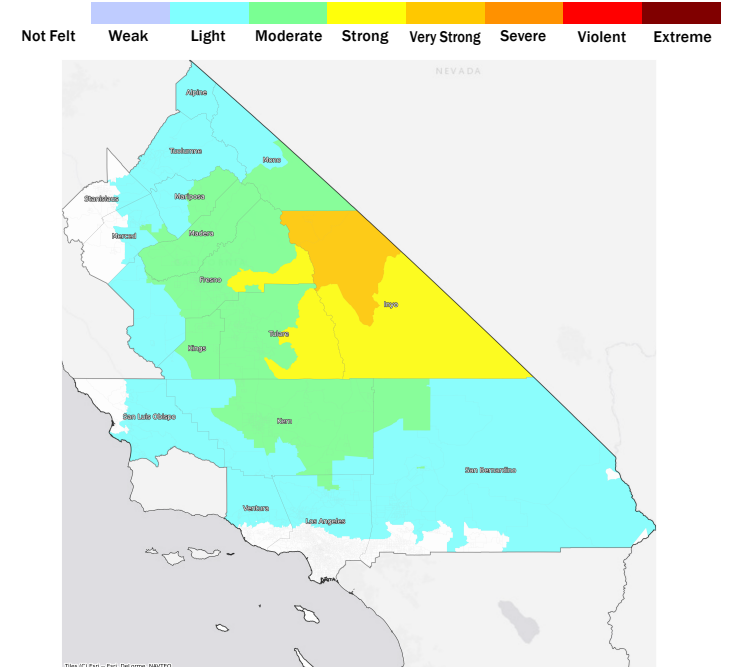 Not Felt Weak Light Moderate Strong Very Strong Severe Violent Extreme
NEVADA
Alpine
Tuolumne
Mono
Mariposa
Stanislaus
Merced
Madera
Fresno
Inyo
Tulare
Kings
San Luis Obispo
Kern
San Bernardino
Ventura
Los Angeles